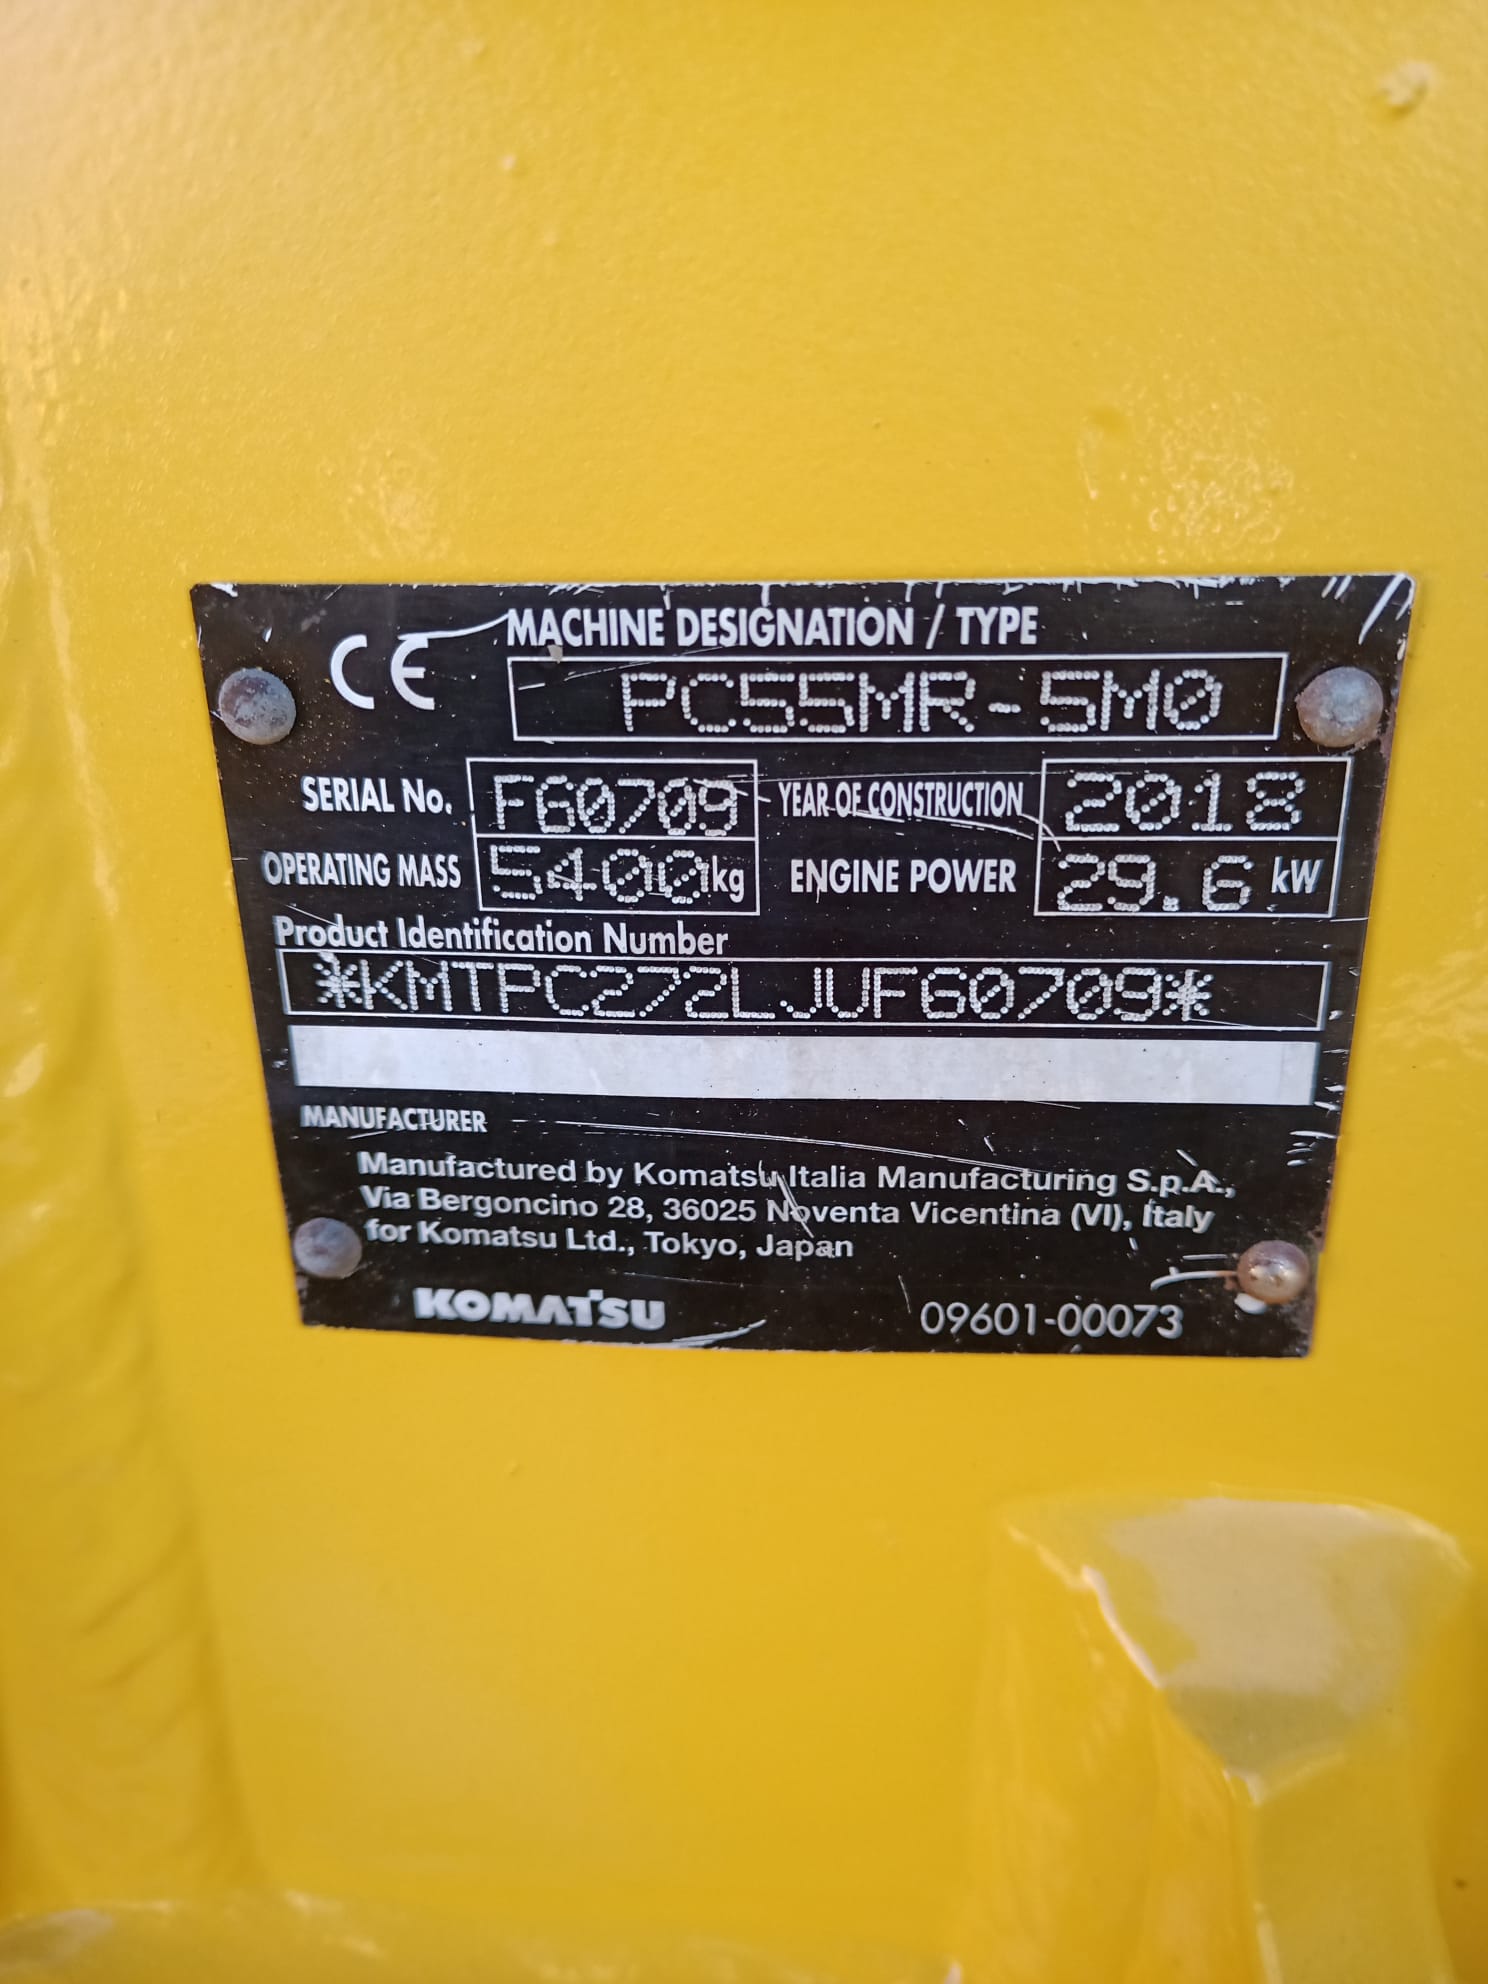 CE MACHINE DESIGNATION / TYPE
PC55MR-5M0
SERIAL No. F60709 YEAR OF CONSTRUCTION 2018
OPERATING MASS 5400kg ENGINE POWER 29.6 kW
Product Identification Number
*KMTPC272LJUF60709*
MANUFACTURER
Manufactured by Komatsu Italia Manufacturing S.p.A.,
Via Bergoncino 28, 36025 Noventa Vicentina (VI), Italy
for Komatsu Ltd., Tokyo, Japan
KOMATSU 09601-00073